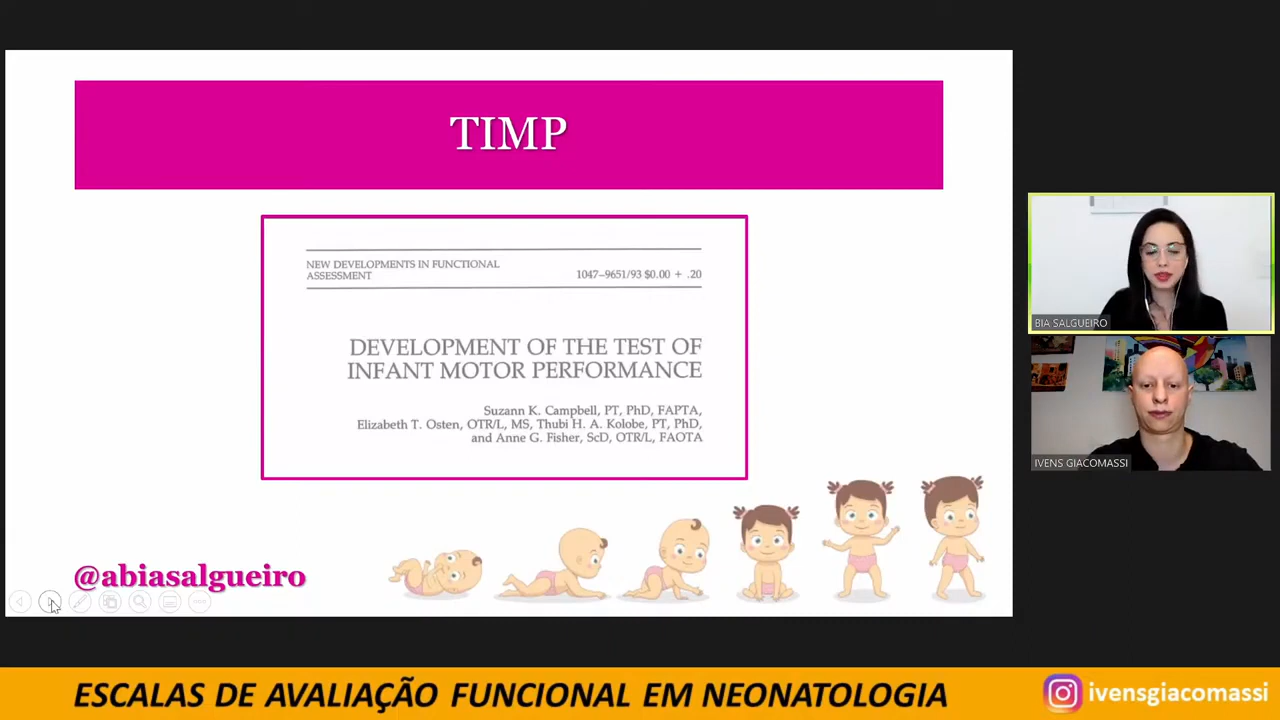 TIMP
NEW DEVELOPMENTS IN FUNCTIONAL
ASSESSMENT
1047–9651/93 $0.00 + .20
DEVELOPMENT OF THE TEST OF
INFANT MOTOR PERFORMANCE
Suzann K. Campbell, PT, PhD, FAPTA,
Elizabeth T. Osten, OTR/L, MS, Thubi H. A. Kolobe, PT, PhD,
and Anne G. Fisher, ScD, OTR/L, FAOTA
@abiasalgueiro
BIA SALGUEIRO
IVENS GIACOMASSI
ESCALAS DE AVALIAÇÃO FUNCIONAL EM NEONATOLOGIA
ivensgiacomassi